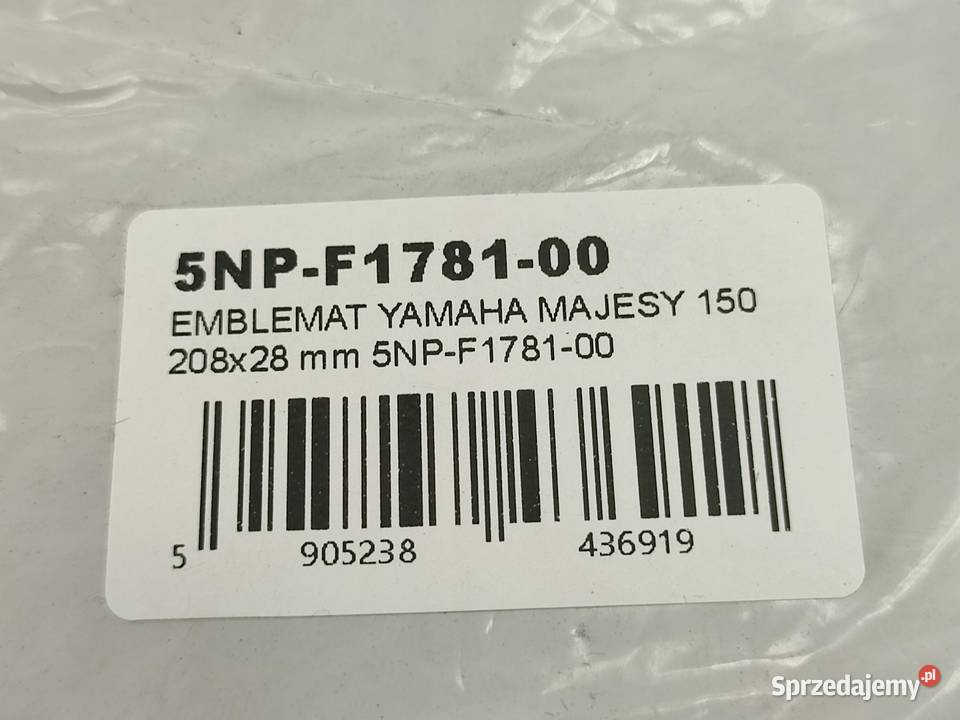 5NP-F1781-00
EMBLEMAT YAMAHA MAJESY 150
208x28 mm 5NP-F1781-00
5 905238 436919
Sprzedajemy.pl